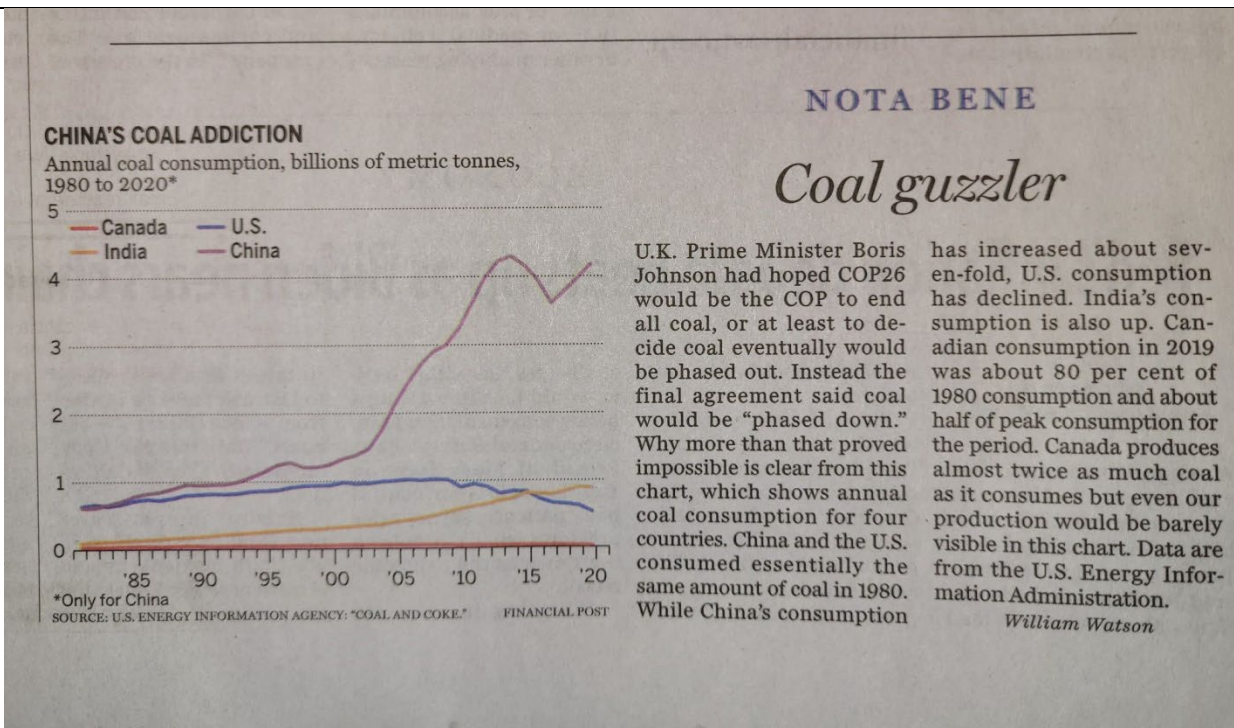 NOTA BENE
CHINA'S COAL ADDICTION
Annual coal consumption, billions of metric tonnes,
1980 to 2020*
5
Canada
U.S.
India
China
4
3
2
1
0
'85 '90 '95 '00 '05 '10 '15 '20
*Only for China
SOURCE: U.S. ENERGY INFORMATION AGENCY: "COAL AND COKE."
FINANCIAL POST
Coal guzzler
U.K. Prime Minister Boris
Johnson had hoped COP26
would be the COP to end
all coal, or at least to de-
cide coal eventually would
be phased out. Instead the
final agreement said coal
would be “phased down.”
Why more than that proved
impossible is clear from this
chart, which shows annual
coal consumption for four
countries. China and the U.S.
consumed essentially the
same amount of coal in 1980.
While China’s consumption
has increased about sev-
en-fold, U.S. consumption
has declined. India’s con-
sumption is also up. Can-
adian consumption in 2019
was about 80 per cent of
1980 consumption and about
half of peak consumption for
the period. Canada produces
almost twice as much coal
as it consumes but even our
production would be barely
visible in this chart. Data are
from the U.S. Energy Infor-
mation Administration.
William Watson